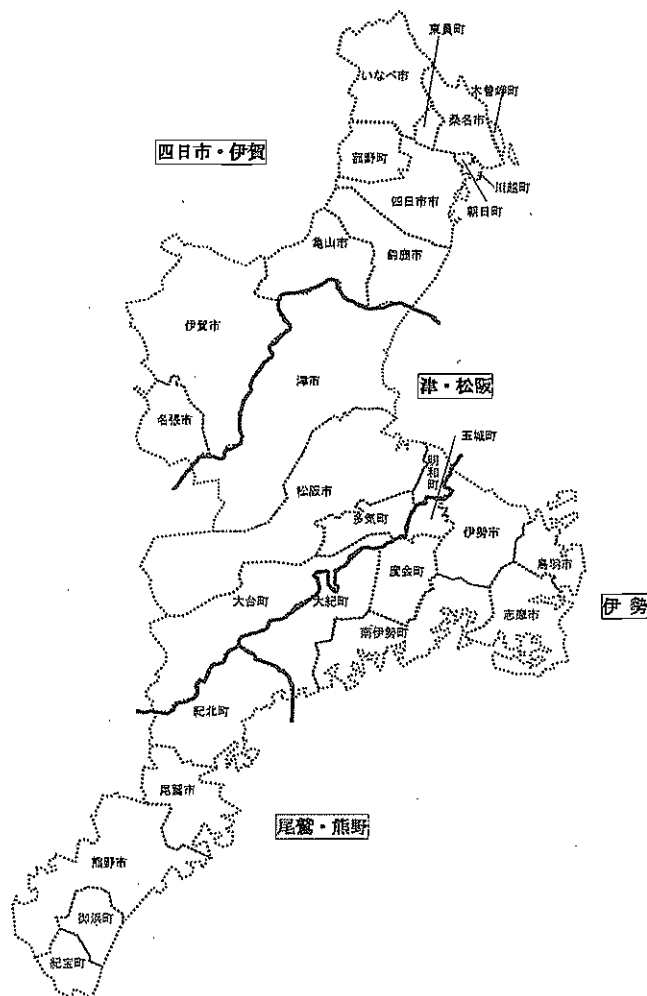 東員町
いなべ市
木曽岬町
桑名市
四日市・伊賀
菰野町
川越町
四日市市
朝日町
亀山市
鈴鹿市
伊賀市
津市
津・松阪
名張市
玉城町
明和町
松阪市
多気町
伊勢市
鳥羽市
度会町
大台町
大紀町
伊勢
志摩市
南伊勢町
紀北町
尾鷲市
尾鷲・熊野
熊野市
御浜町
紀宝町